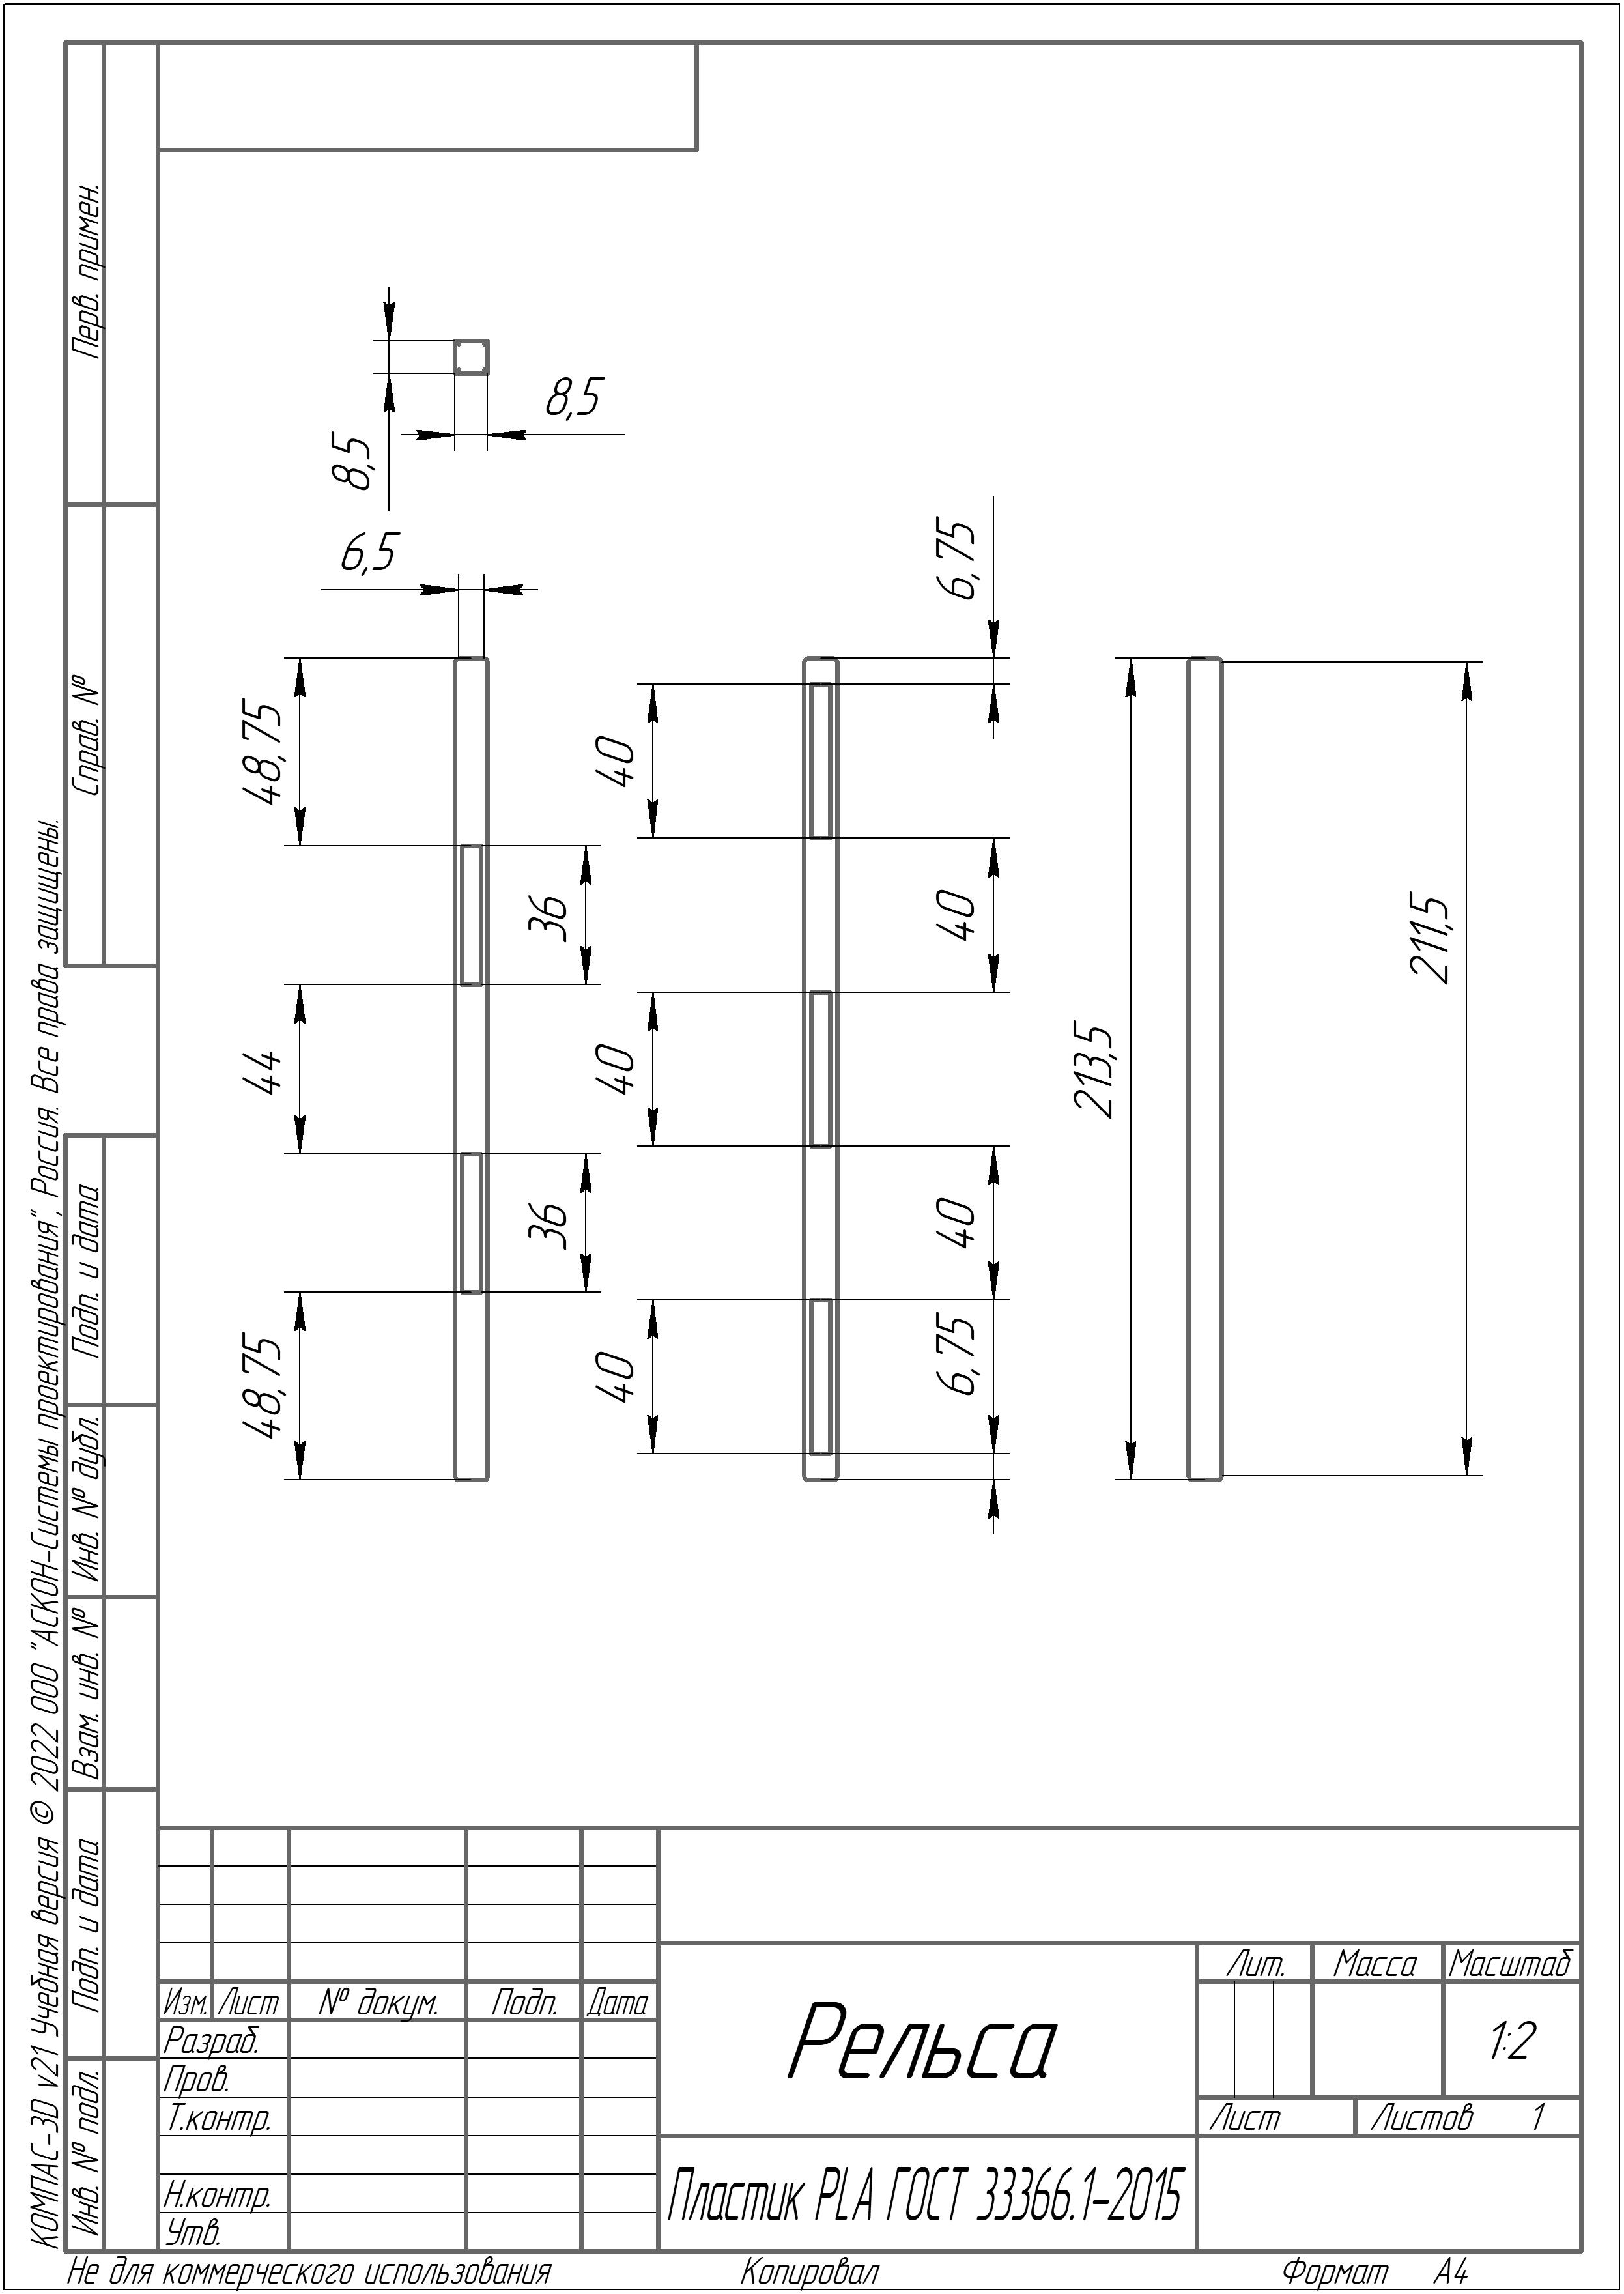 Перв. примен.
Справ. №
Подп. и дата
Инв. № дубл.
Взам. инв. №
Подп. и дата
Инв. № подл.
КОМПАС-3D v21 Учебная версия © 2022 ООО "АСКОН-Системы проектирования", Россия. Все права защищены.
8,5
8,5
6,5
48,75
36
44
36
48,75
6,75
40
40
40
40
40
6,75
213,5
211,5
Изм. Лист № докум. Подп. Дата
Разраб.
Пров.
Т.контр.
Н.контр.
Утв.
Рельса
Пластик PLA ГОСТ 33366.1-2015
Лит. Масса Масштаб
1:2
Лист Листов 1
Не для коммерческого использования Копировал Формат A4